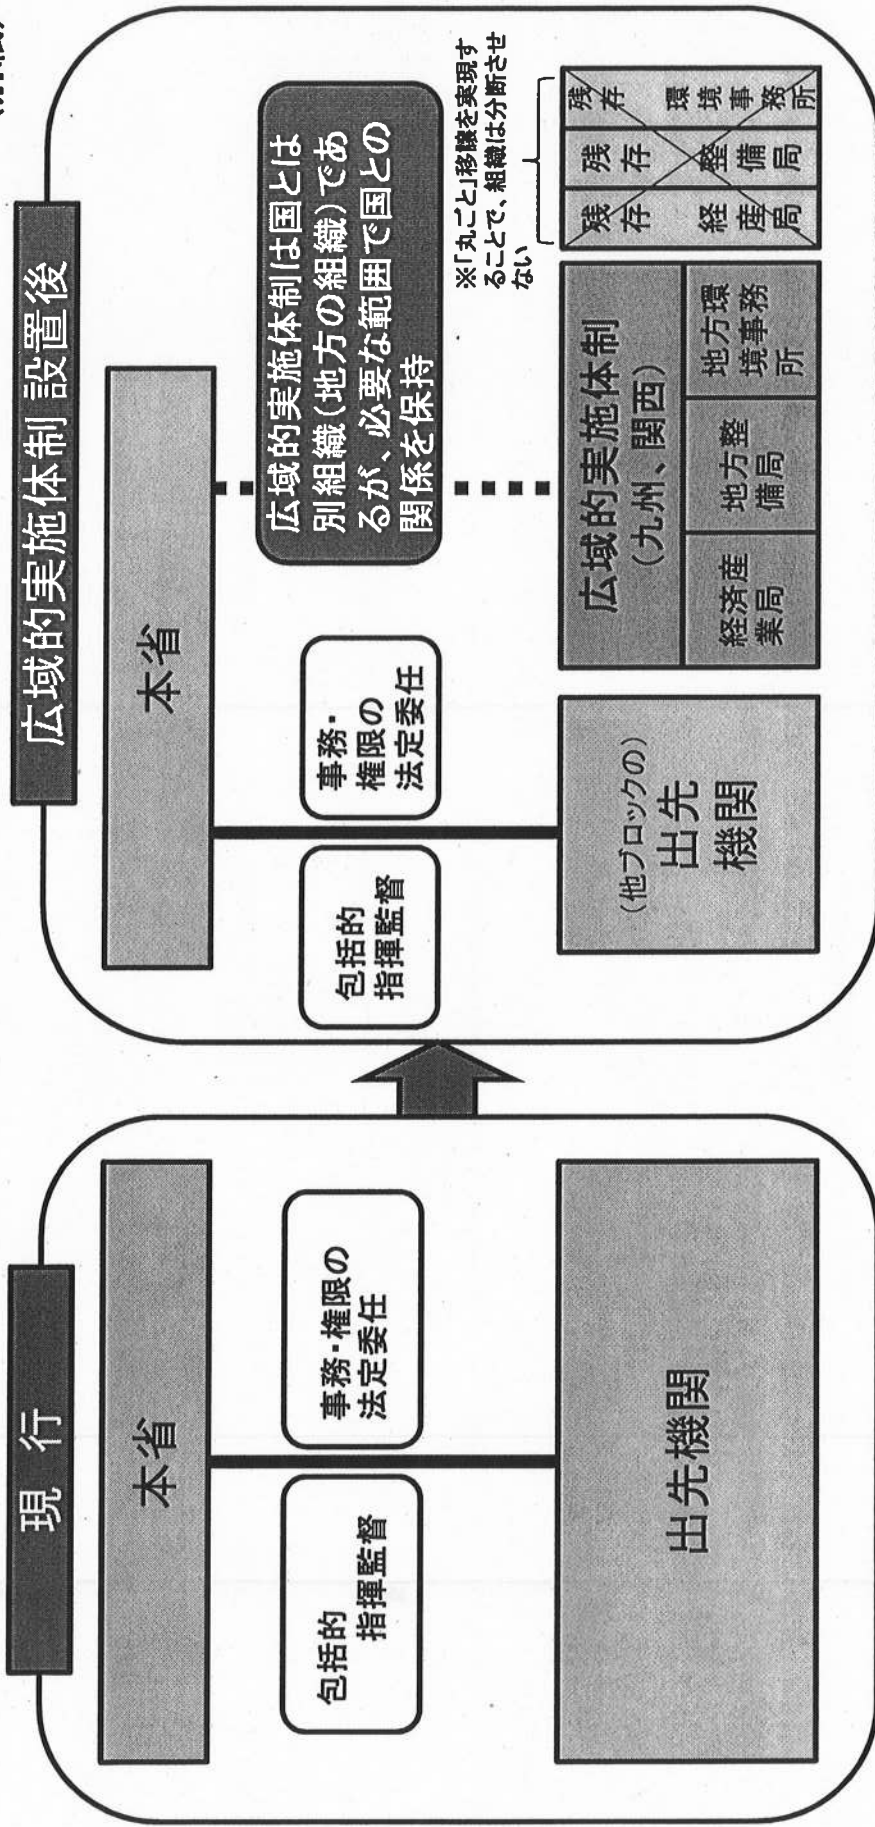 現 行
本省
包括的
指揮監督
事務・権限の
法定委任
出先機関
広域的実施体制 設置後
本省
包括的
指揮監督
事務・
権限の
法定委任
広域的実施体制は国とは
別組織(地方の組織)であ
るが、必要な範囲で国との
関係を保持
(他ブロックの)
出先
機関
広域的実施体制
(九州、関西)
経済産
業局
地方整
備局
地方環
境事務
所
※「丸ごと」移譲を実現す
ることで、組織は分断させ
ない
残存 経産局
残存 整備局
残存 環境事務所